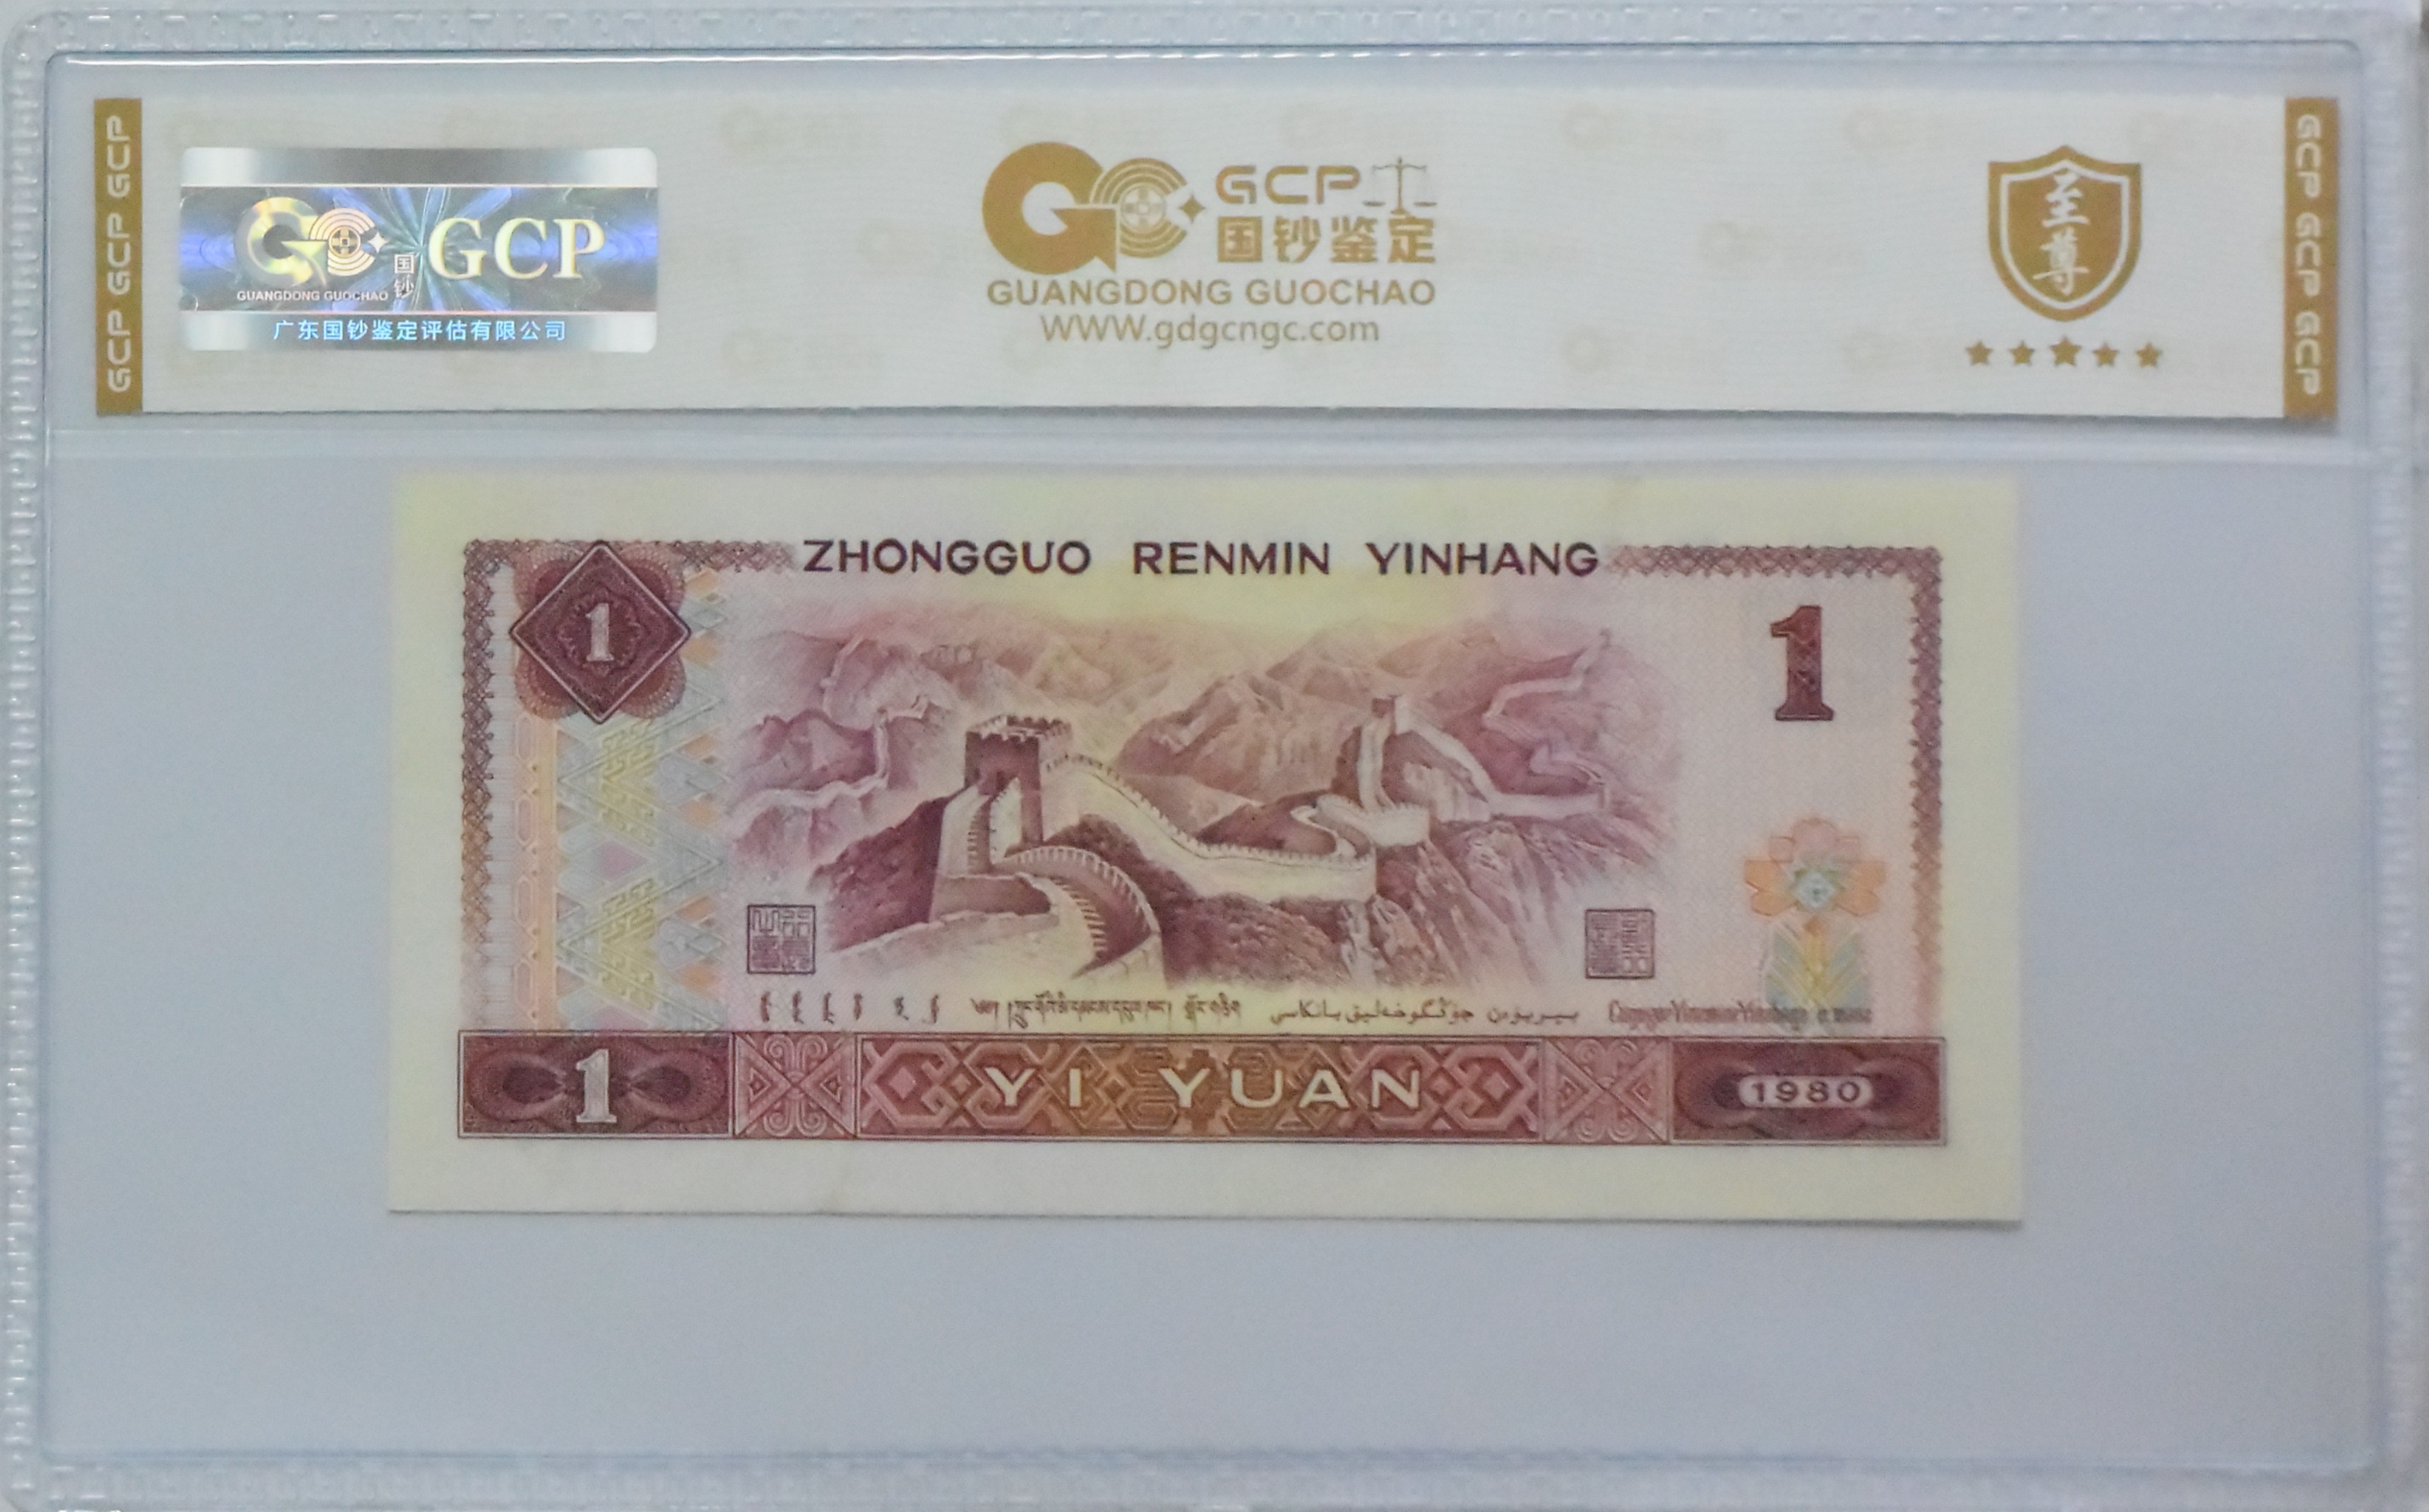 GCP GCP GCP
GCP
国钞
GUANGDONG GUOCHAO
广东国钞鉴定评估有限公司
GCP
国钞鉴定
GUANGDONG GUOCHAO
WWW.gdgcngc.com
至尊
GCP GCP GCP
ZHONGGUO RENMIN YINHANG
1
1
1
YI YUAN
1980